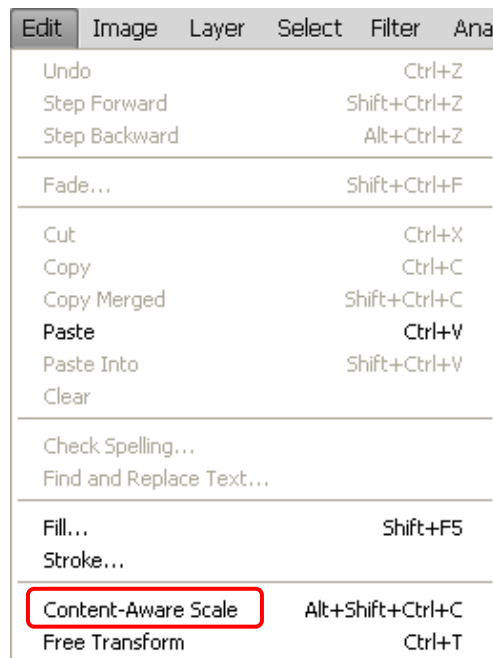 Edit Image Layer Select Filter Ana
Undo Ctrl+Z
Step Forward Shift+Ctrl+Z
Step Backward Alt+Ctrl+Z
Fade... Shift+Ctrl+F
Cut Ctrl+X
Copy Ctrl+C
Copy Merged Shift+Ctrl+C
Paste Ctrl+V
Paste Into Shift+Ctrl+V
Clear
Check Spelling...
Find and Replace Text...
Fill... Shift+F5
Stroke...
Content-Aware Scale Alt+Shift+Ctrl+C
Free Transform Ctrl+T